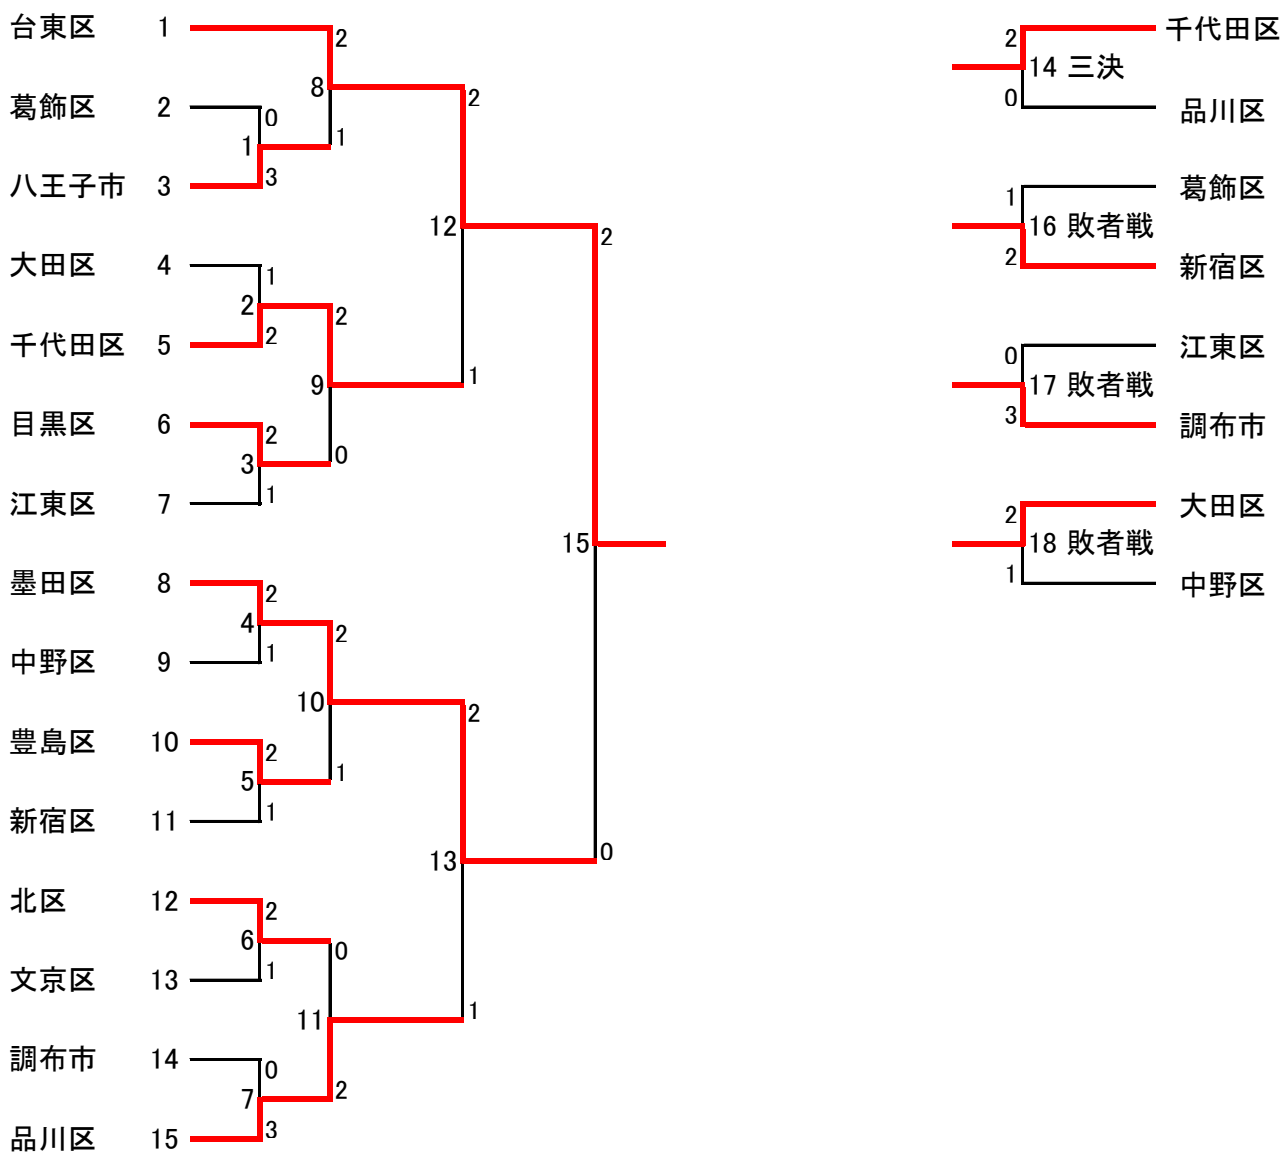 台東区 1
葛飾区 2
八王子市 3
大田区 4
千代田区 5
目黒区 6
江東区 7
墨田区 8
中野区 9
豊島区 10
新宿区 11
北区 12
文京区 13
調布市 14
品川区 15
0
1
3
1
2
2
2
3
1
2
4
1
2
5
1
2
6
1
0
7
3
2
8
1
2
9
0
2
10
1
0
11
2
2
12
1
2
13
1
2
15
0
千代田区
2
14 三決
0
品川区
葛飾区
1
16 敗者戦
2
新宿区
江東区
0
17 敗者戦
3
調布市
大田区
2
18 敗者戦
1
中野区